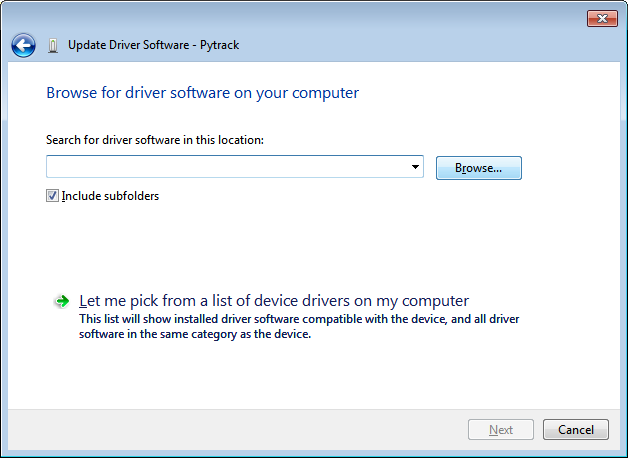 Update Driver Software - Pytrack
Browse for driver software on your computer
Search for driver software in this location:
Browse...
Include subfolders
Let me pick from a list of device drivers on my computer
This list will show installed driver software compatible with the device, and all driver
software in the same category as the device.
Next
Cancel